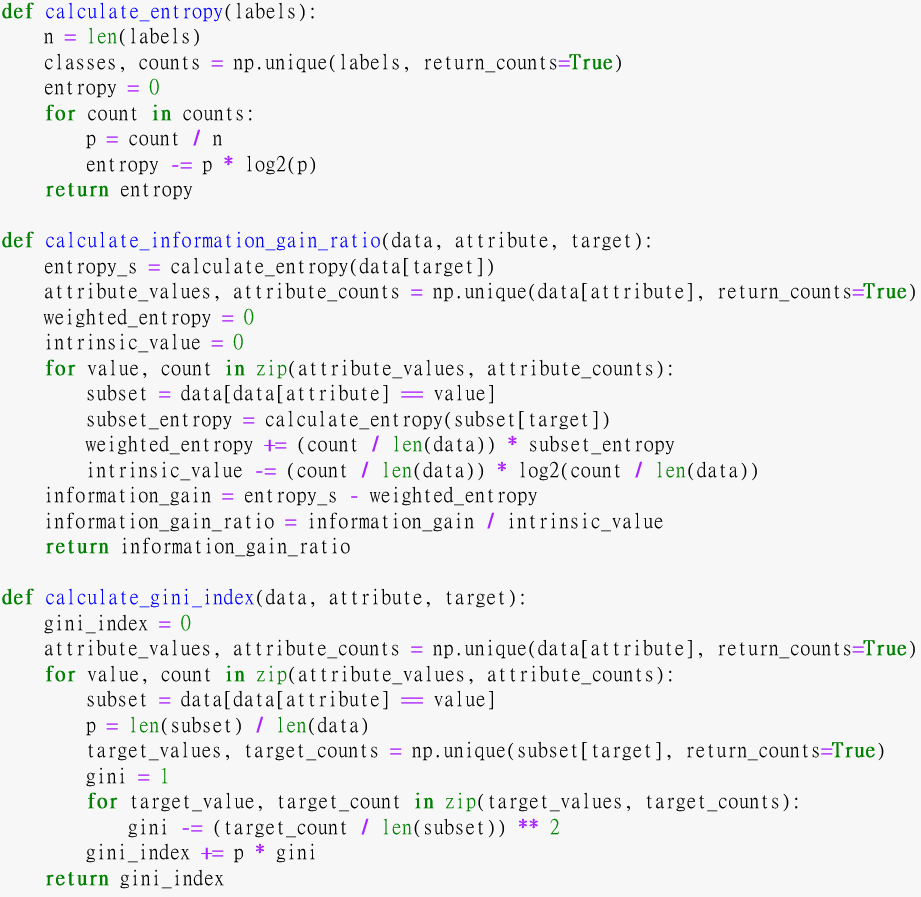 def calculate_entropy(labels):
    n = len(labels)
    classes, counts = np.unique(labels, return_counts=True)
    entropy = 0
    for count in counts:
        p = count / n
        entropy -= p * log2(p)
    return entropy

def calculate_information_gain_ratio(data, attribute, target):
    entropy_s = calculate_entropy(data[target])
    attribute_values, attribute_counts = np.unique(data[attribute], return_counts=True)
    weighted_entropy = 0
    intrinsic_value = 0
    for value, count in zip(attribute_values, attribute_counts):
        subset = data[data[attribute] == value]
        subset_entropy = calculate_entropy(subset[target])
        weighted_entropy += (count / len(data)) * subset_entropy
        intrinsic_value -= (count / len(data)) * log2(count / len(data))
    information_gain = entropy_s - weighted_entropy
    information_gain_ratio = information_gain / intrinsic_value
    return information_gain_ratio

def calculate_gini_index(data, attribute, target):
    gini_index = 0
    attribute_values, attribute_counts = np.unique(data[attribute], return_counts=True)
    for value, count in zip(attribute_values, attribute_counts):
        subset = data[data[attribute] == value]
        p = len(subset) / len(data)
        target_values, target_counts = np.unique(subset[target], return_counts=True)
        gini = 1
        for target_value, target_count in zip(target_values, target_counts):
            gini -= (target_count / len(subset)) ** 2
        gini_index += p * gini
    return gini_index